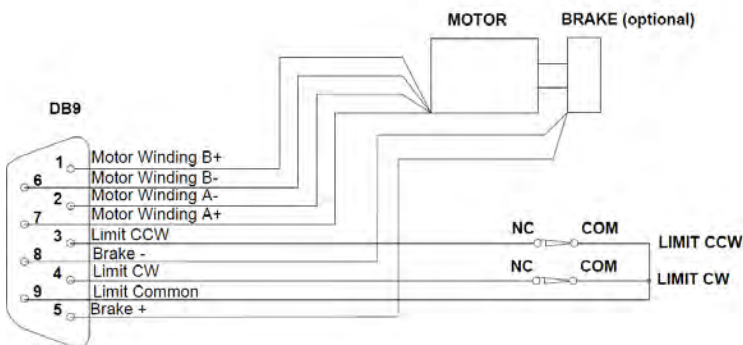 MOTOR
BRAKE (optional)
DB9
1 Motor Winding B+
6 Motor Winding B-
2 Motor Winding A-
7 Motor Winding A+
3 Limit CCW
NC COM
LIMIT CCW
8 Brake -
4 Limit CW
NC COM
LIMIT CW
9 Limit Common
5 Brake +